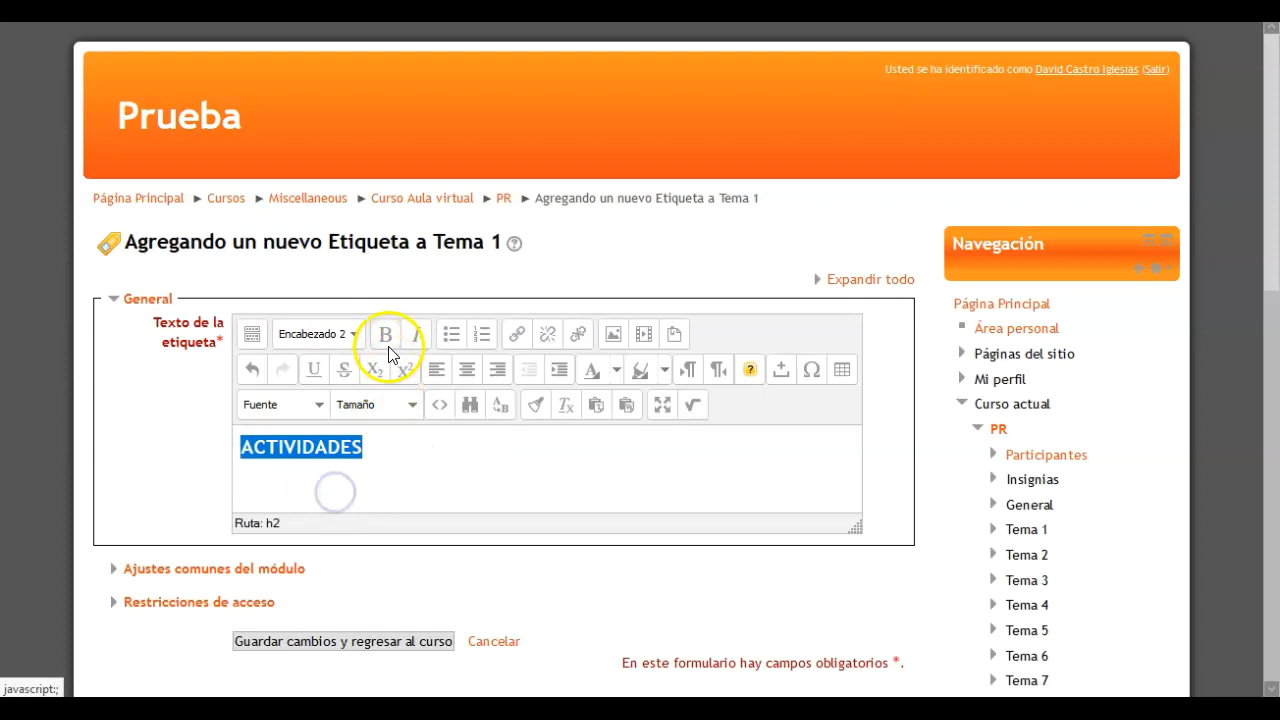 Usted se ha identificado como David Castro Iglesias (Salir)
Prueba
Página Principal ► Cursos ► Miscellaneous ► Curso Aula virtual ► PR ► Agregando un nuevo Etiqueta a Tema 1
Agregando un nuevo Etiqueta a Tema 1
Expandir todo
General
Texto de la
etiqueta*
Encabezado 2
B I
U S X₂ X²
A
Ω
Fuente
Tamaño
ACTIVIDADES
Ruta: h2
Ajustes comunes del módulo
Restricciones de acceso
Guardar cambios y regresar al curso
Cancelar
En este formulario hay campos obligatorios *.
Navegación
Página Principal
Área personal
Páginas del sitio
Mi perfil
Curso actual
PR
Participantes
Insignias
General
Tema 1
Tema 2
Tema 3
Tema 4
Tema 5
Tema 6
Tema 7
javascript:;